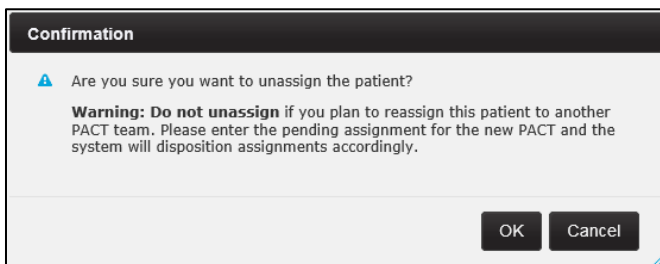 Confirmation
Are you sure you want to unassign the patient?
Warning: Do not unassign if you plan to reassign this patient to another
PACT team. Please enter the pending assignment for the new PACT and the
system will disposition assignments accordingly.
OK Cancel